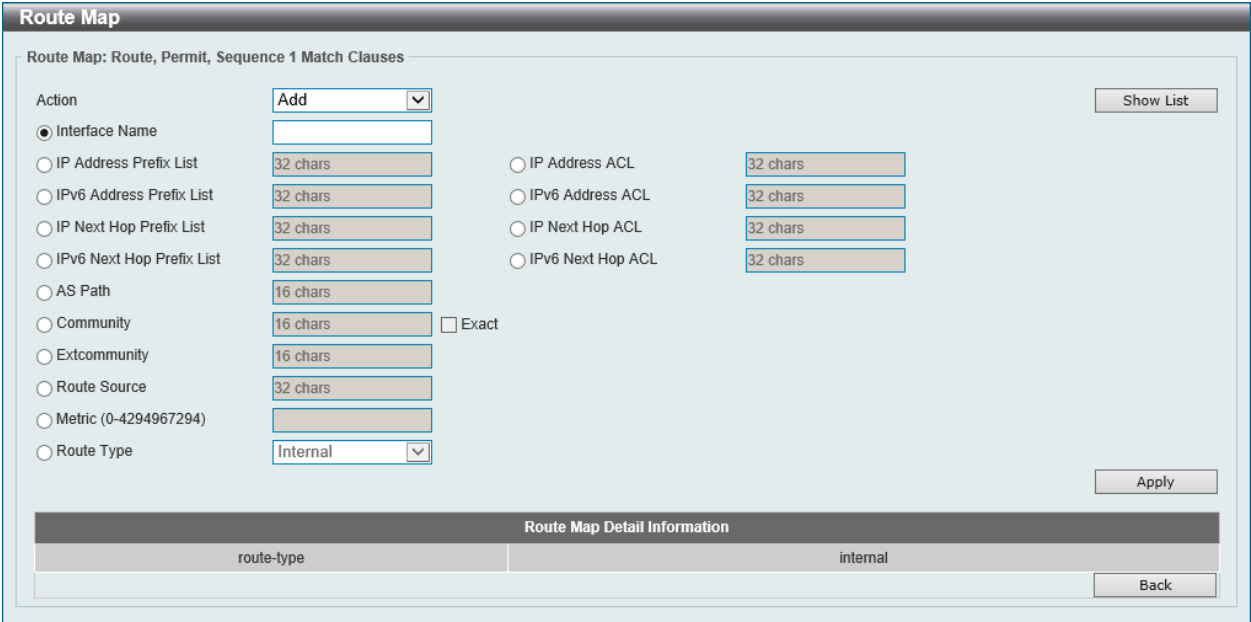 Route Map
Route Map: Route, Permit, Sequence 1 Match Clauses
Action Add Show List
Interface Name
IP Address Prefix List 32 chars IP Address ACL 32 chars
IPv6 Address Prefix List 32 chars IPv6 Address ACL 32 chars
IP Next Hop Prefix List 32 chars IP Next Hop ACL 32 chars
IPv6 Next Hop Prefix List 32 chars IPv6 Next Hop ACL 32 chars
AS Path 16 chars
Community 16 chars Exact
Extcommunity 16 chars
Route Source 32 chars
Metric (0-4294967294)
Route Type Internal
Apply
Route Map Detail Information
route-type internal
Back